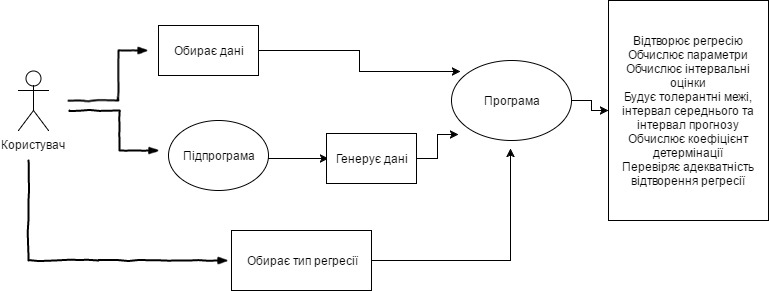 Обирає дані
Користувач
Підпрограма
Генерує дані
Обирає тип регресії
Програма
Відтворює регресію
Обчислює параметри
Обчислює інтервальні
оцінки
Будує толерантні межі,
інтервал середнього та
інтервал прогнозу
Обчислює коефіцієнт
детермінації
Перевіряє адекватність
відтворення регресії